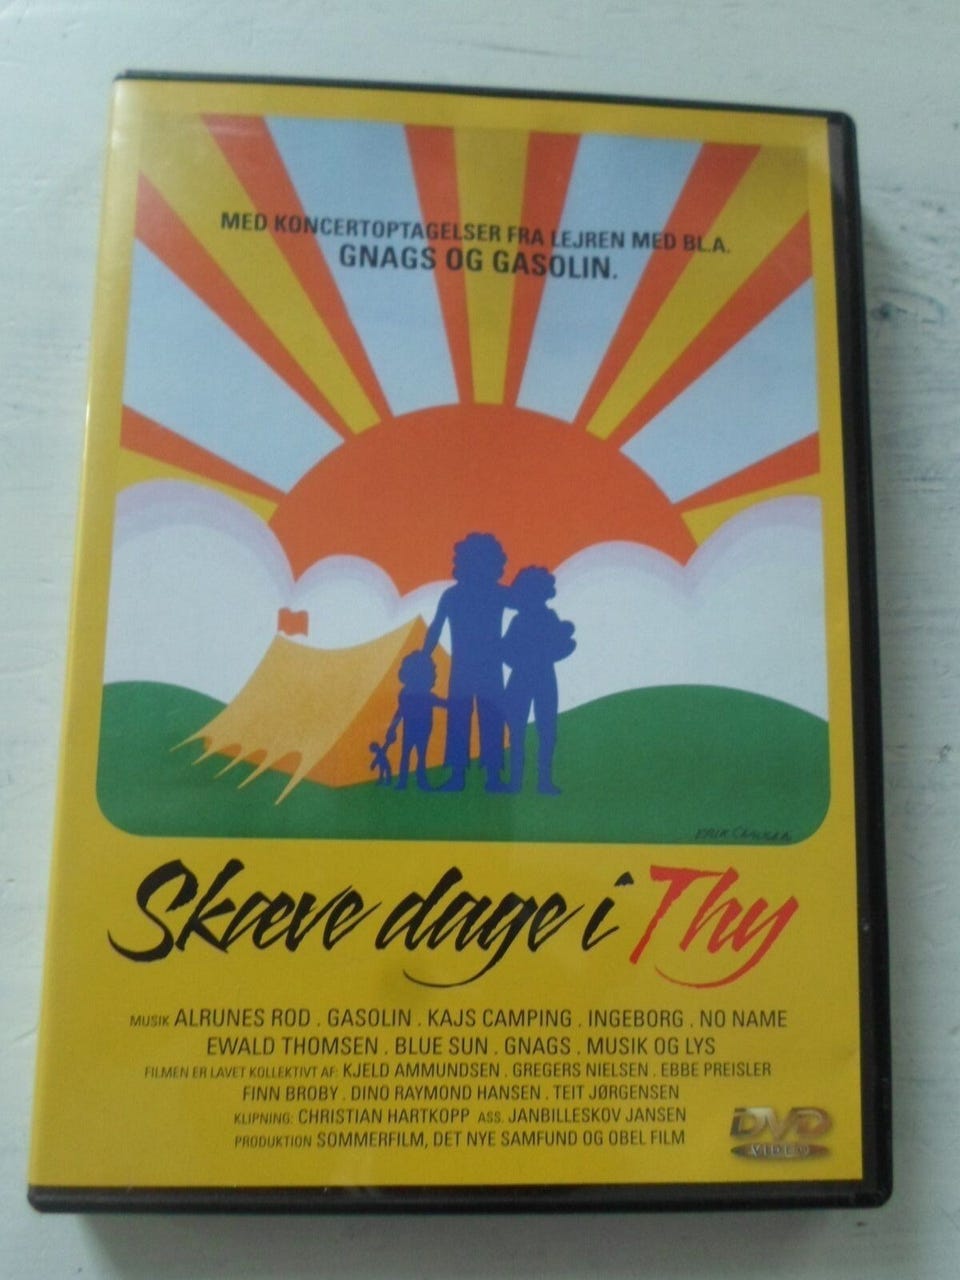 MED KONCERTOPTAGELSER FRA LEJREN MED BL.A.
GNAGS OG GASOLIN.
Skæve dage i Thy
MUSIK ALRUNES ROD . GASOLIN . KAJS CAMPING . INGEBORG . NO NAME
EWALD THOMSEN . BLUE SUN . GNAGS . MUSIK OG LYS
FILMEN ER LAVET KOLLEKTIVT AF: KJELD AMMUNDSEN . GREGERS NIELSEN . EBBE PREISLER
FINN BROBY . DINO RAYMOND HANSEN . TEIT JØRGENSEN
KLIPNING: CHRISTIAN HARTKOPP ASS. JANBILLESKOV JANSEN
PRODUKTION SOMMERFILM, DET NYE SAMFUND OG OBEL FILM
DVD
VIDEO